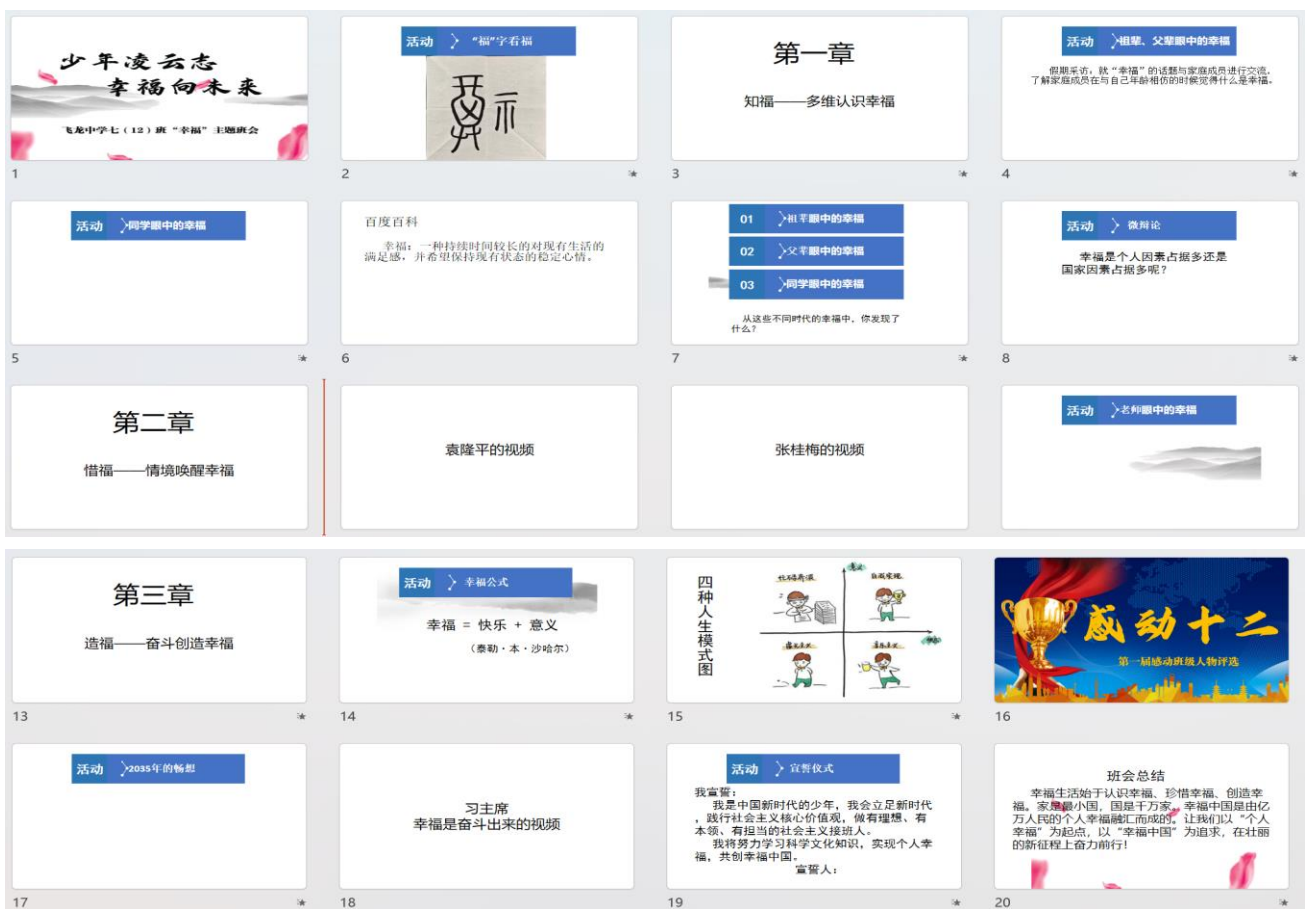 少年凌云志
幸福向未来
飞龙中学七(12)班“幸福”主题班会
1
活动
“福”字看福
2
第一章
知福——多维认识幸福
3
活动
祖辈、父辈眼中的幸福
假期采访,就“幸福”的话题与家庭成员进行交流,
了解家庭成员在与自己年龄相仿的时候觉得什么是幸福。
4
活动
同学眼中的幸福
5
百度百科
幸福:一种持续时间较长的对现有生活的
满足感,并希望保持现有状态的稳定心情。
6
01
祖辈眼中的幸福
02
父辈眼中的幸福
03
同学眼中的幸福
从这些不同时代的幸福中,你发现了
什么?
7
活动
微辩论
幸福是个人因素占据多还是
国家因素占据多呢?
8
第二章
惜福——情境唤醒幸福
袁隆平的视频
张桂梅的视频
活动
老师眼中的幸福
第三章
造福——奋斗创造幸福
13
活动
幸福公式
幸福 = 快乐 + 意义
(泰勒·本·沙哈尔)
14
四种人生模式图
意义
15
感动十二
第一届感动班级人物评选
16
活动
2035年的畅想
17
习主席
幸福是奋斗出来的视频
18
活动
宣誓仪式
我宣誓:
我是中国新时代的少年,我会立足新时代
,践行社会主义核心价值观,做有理想、有
本领、有担当的社会主义接班人。
我将努力学习科学文化知识,实现个人幸
福,共创幸福中国。
宣誓人:
19
班会总结
幸福生活始于认识幸福、珍惜幸福、创造幸
福。家是最小国,国是千万家。幸福中国是由亿
万人民的个人幸福融汇而成的。让我们以“个人
幸福”为起点,以“幸福中国”为追求,在壮丽
的新征程上奋力前行!
20